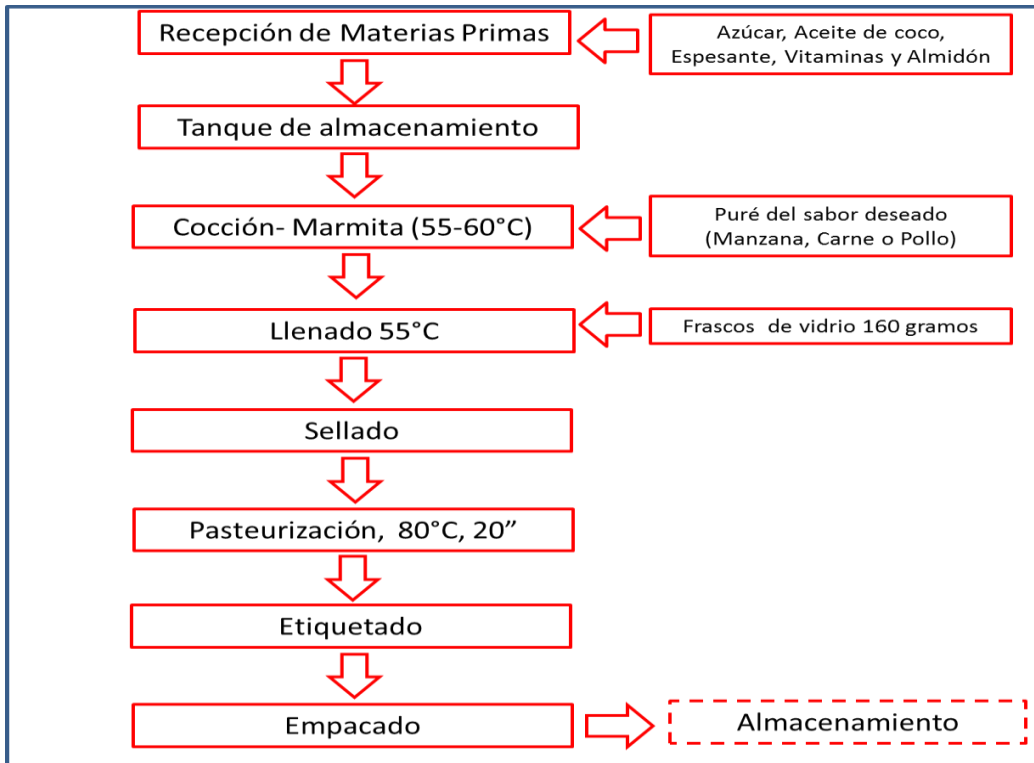 Recepción de Materias Primas
Azúcar, Aceite de coco,
Espesante, Vitaminas y Almidón
Tanque de almacenamiento
Cocción- Marmita (55-60°C)
Puré del sabor deseado
(Manzana, Carne o Pollo)
Llenado 55°C
Frascos de vidrio 160 gramos
Sellado
Pasteurización, 80°C, 20”
Etiquetado
Empacado
Almacenamiento